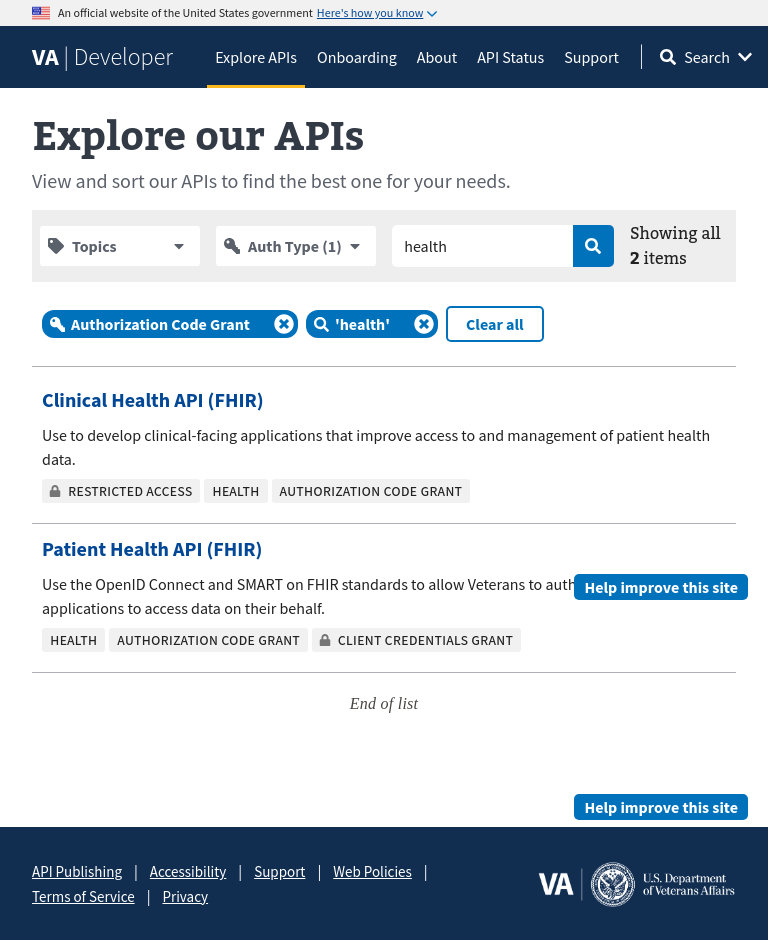 An official website of the United States government Here's how you know
VA | Developer Explore APIs Onboarding About API Status Support Search
Explore our APIs
View and sort our APIs to find the best one for your needs.
Topics Auth Type (1) health Showing all
2 items
Authorization Code Grant 'health' Clear all
Clinical Health API (FHIR)
Use to develop clinical-facing applications that improve access to and management of patient health
data.
RESTRICTED ACCESS HEALTH AUTHORIZATION CODE GRANT
Patient Health API (FHIR)
Use the OpenID Connect and SMART on FHIR standards to allow Veterans to auth
Help improve this site
applications to access data on their behalf.
HEALTH AUTHORIZATION CODE GRANT CLIENT CREDENTIALS GRANT
End of list
Help improve this site
API Publishing | Accessibility | Support | Web Policies |
Terms of Service | Privacy
VA | U.S. Department
of Veterans Affairs